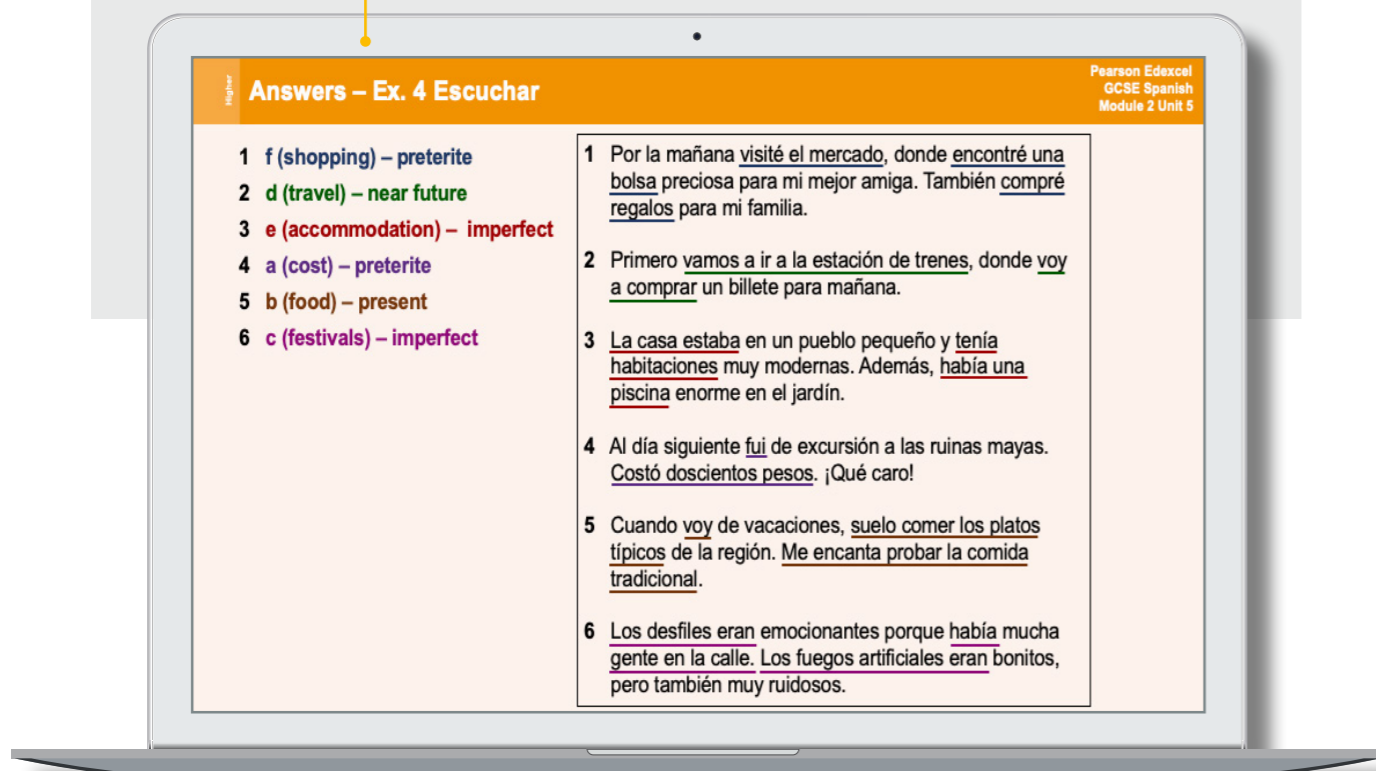 Higher
Answers – Ex. 4 Escuchar
Pearson Edexcel
GCSE Spanish
Module 2 Unit 5
1 f (shopping) – preterite
2 d (travel) – near future
3 e (accommodation) – imperfect
4 a (cost) – preterite
5 b (food) – present
6 c (festivals) – imperfect
1 Por la mañana visité el mercado, donde encontré una
bolsa preciosa para mi mejor amiga. También compré
regalos para mi familia.
2 Primero vamos a ir a la estación de trenes, donde voy
a comprar un billete para mañana.
3 La casa estaba en un pueblo pequeño y tenía
habitaciones muy modernas. Además, había una
piscina enorme en el jardín.
4 Al día siguiente fui de excursión a las ruinas mayas.
Costó doscientos pesos. ¡Qué caro!
5 Cuando voy de vacaciones, suelo comer los platos
típicos de la región. Me encanta probar la comida
tradicional.
6 Los desfiles eran emocionantes porque había mucha
gente en la calle. Los fuegos artificiales eran bonitos,
pero también muy ruidosos.